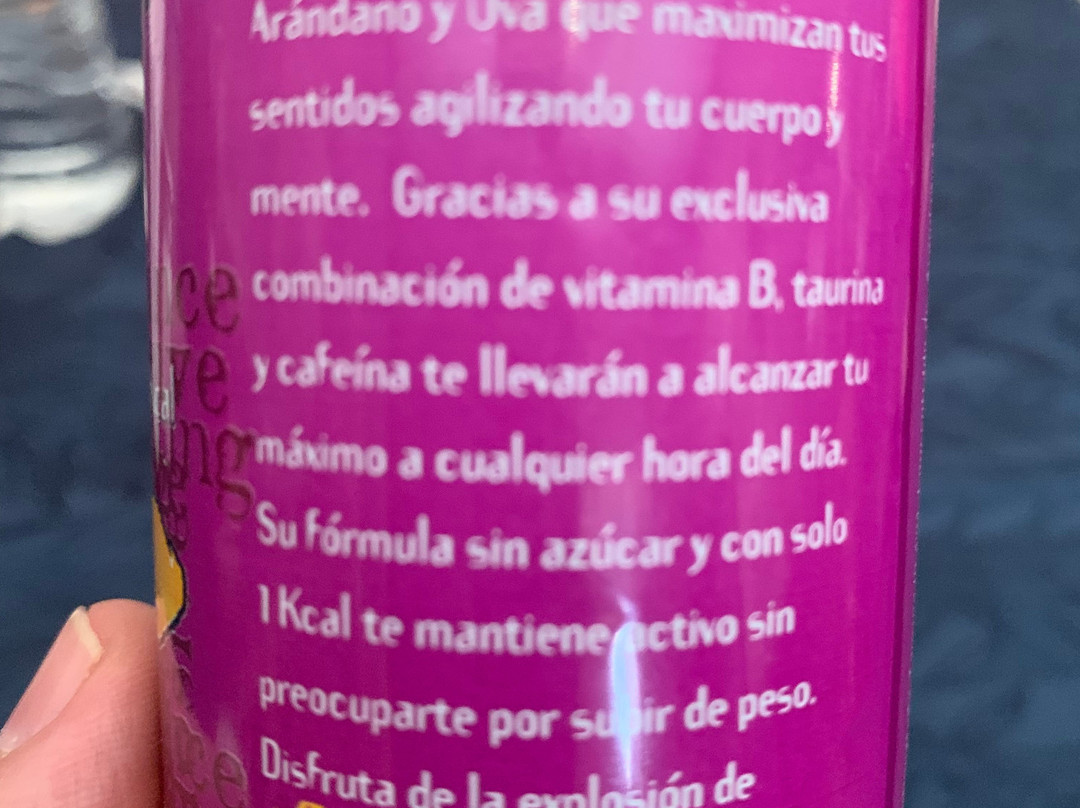 Arándano y Uva que maximizan tus
sentidos agilizando tu cuerpo y
mente. Gracias a su exclusiva
combinación de vitamina B, taurina
y cafeína te llevarán a alcanzar tu
máximo a cualquier hora del día.
Su fórmula sin azúcar y con solo
1 Kcal te mantiene activo sin
preocuparte por subir de peso.
Disfruta de la explosión de